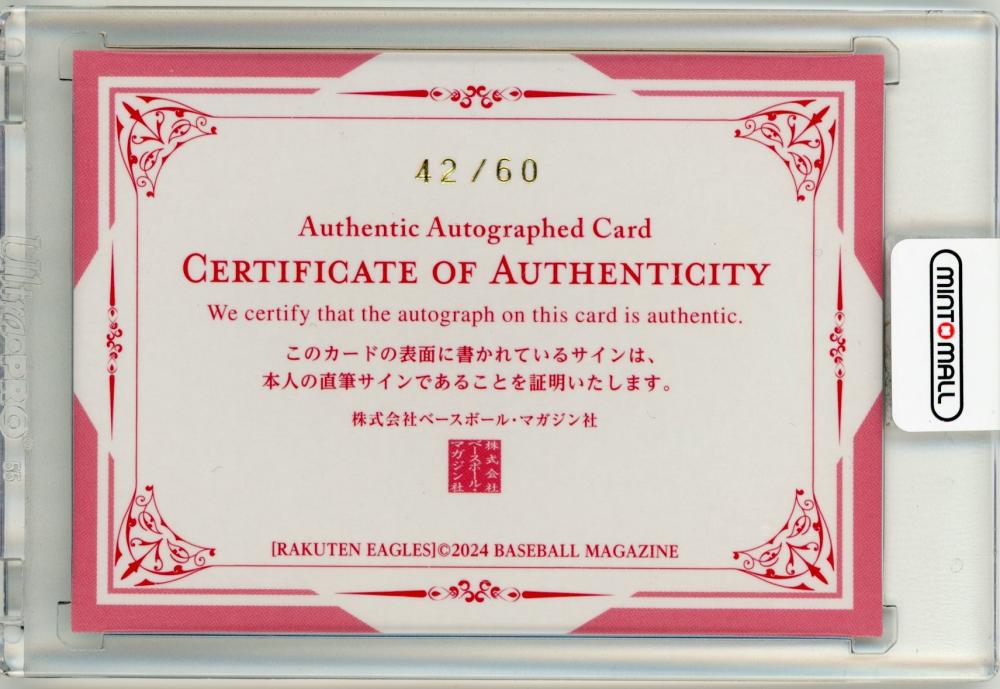 42/60
Authentic Autographed Card
CERTIFICATE OF AUTHENTICITY
We certify that the autograph on this card is authentic.
このカードの表面に書かれているサインは、
本人の直筆サインであることを証明いたします。
株式会社ベースボール・マガジン社
株式会社
ベースボール・
マガジン社
[RAKUTEN EAGLES]©2024 BASEBALL MAGAZINE
MINTOMALL
Ultra PRO
55